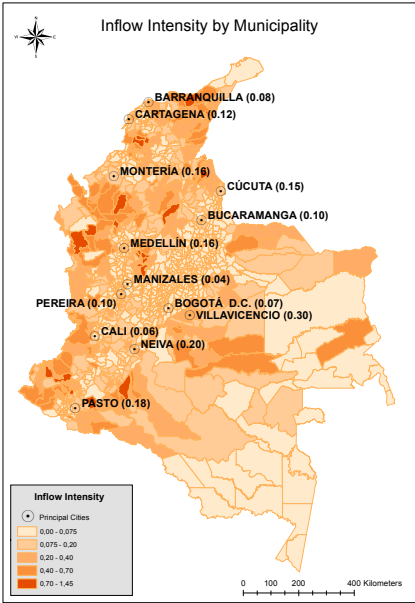 Inflow Intensity by Municipality
N
W
E
S
BARRANQUILLA (0.08)
CARTAGENA (0.12)
MONTERÍA (0.16)
CÚCUTA (0.15)
BUCARAMANGA (0.10)
MEDELLÍN (0.16)
MANIZALES (0.04)
PEREIRA (0.10)
BOGOTÁ D.C. (0.07)
VILLAVICENCIO (0.30)
CALI (0.06)
NEIVA (0.20)
PASTO (0.18)
Inflow Intensity
Principal Cities
0,00 - 0,075
0,075 - 0,20
0,20 - 0,40
0,40 - 0,70
0,70 - 1,45
0 100 200 400 Kilometers